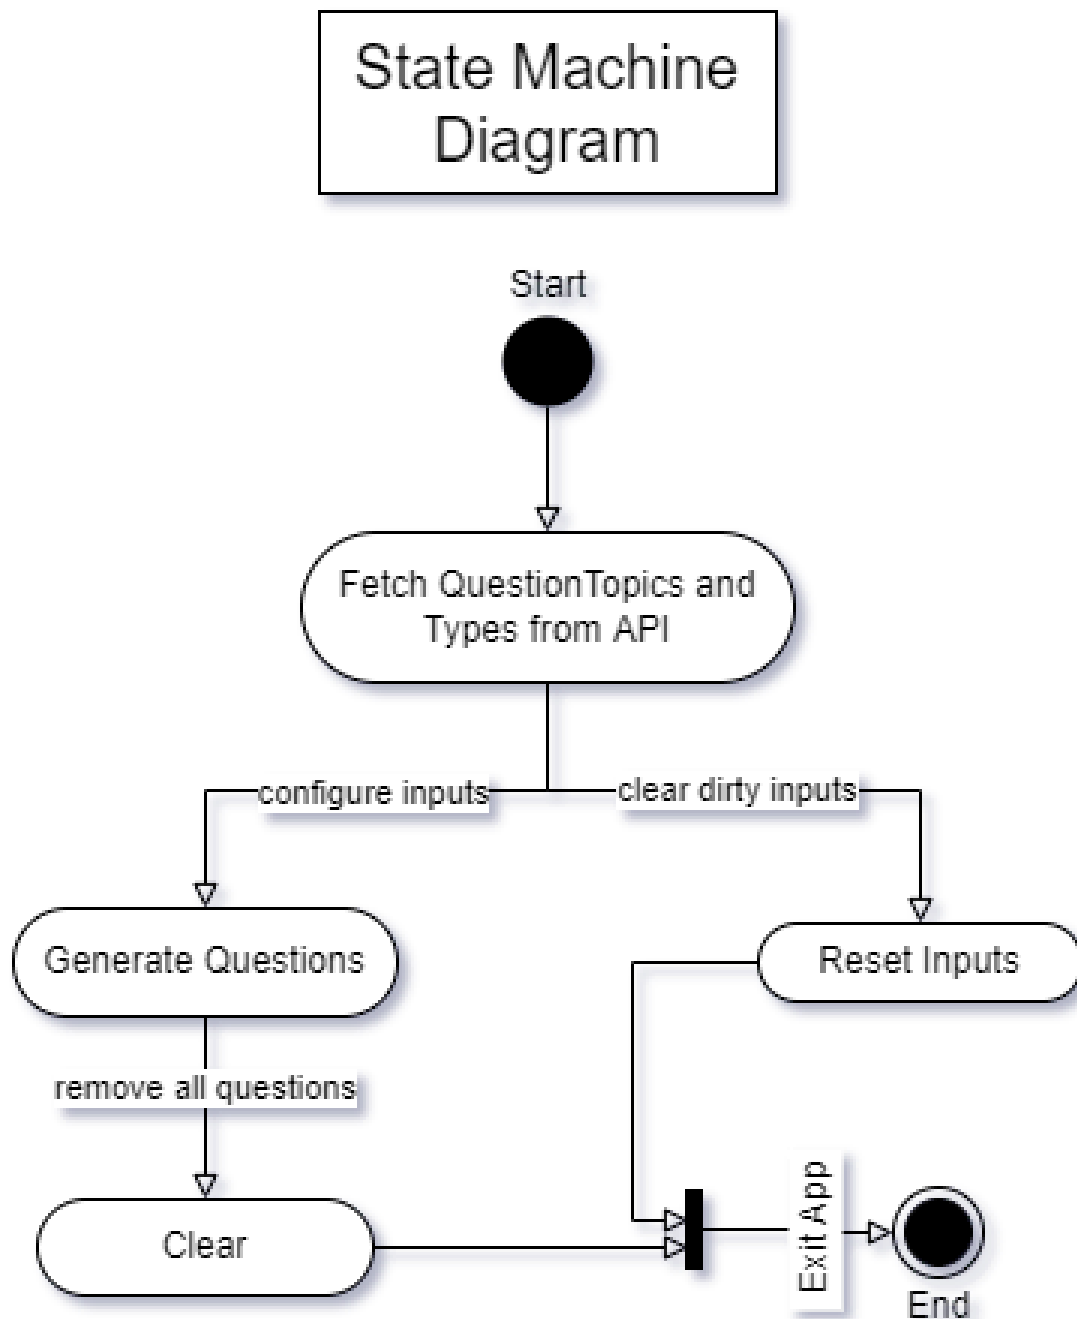 State Machine
Diagram
Start
Fetch QuestionTopics and
Types from API
configure inputs
clear dirty inputs
Generate Questions
Reset Inputs
remove all questions
Clear
Exit App
End